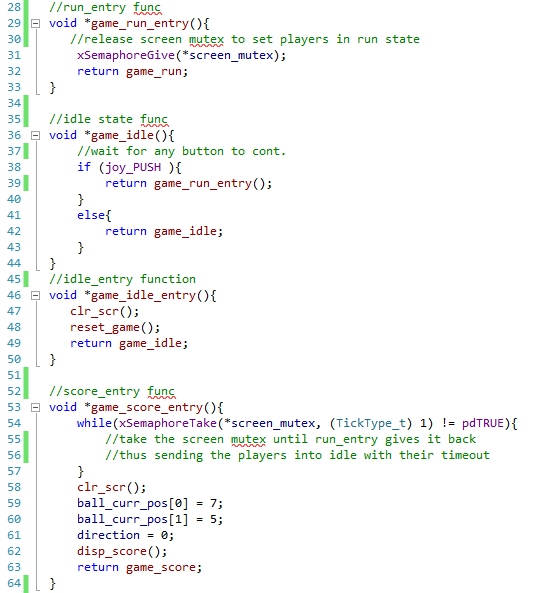 28 //run_entry func
29 void *game_run_entry(){
30 //release screen mutex to set players in run state
31 xSemaphoreGive(*screen_mutex);
32 return game_run;
33 }
34
35 //idle state func
36 void *game_idle(){
37 //wait for any button to cont.
38 if (joy_PUSH ){
39 return game_run_entry();
40 }
41 else{
42 return game_idle;
43 }
44 }
45 //idle_entry function
46 void *game_idle_entry(){
47 clr_scr();
48 reset_game();
49 return game_idle;
50 }
51
52 //score_entry func
53 void *game_score_entry(){
54 while(xSemaphoreTake(*screen_mutex, (TickType_t) 1) != pdTRUE){
55 //take the screen mutex until run_entry gives it back
56 //thus sending the players into idle with their timeout
57 }
58 clr_scr();
59 ball_curr_pos[0] = 7;
60 ball_curr_pos[1] = 5;
61 direction = 0;
62 disp_score();
63 return game_score;
64 }